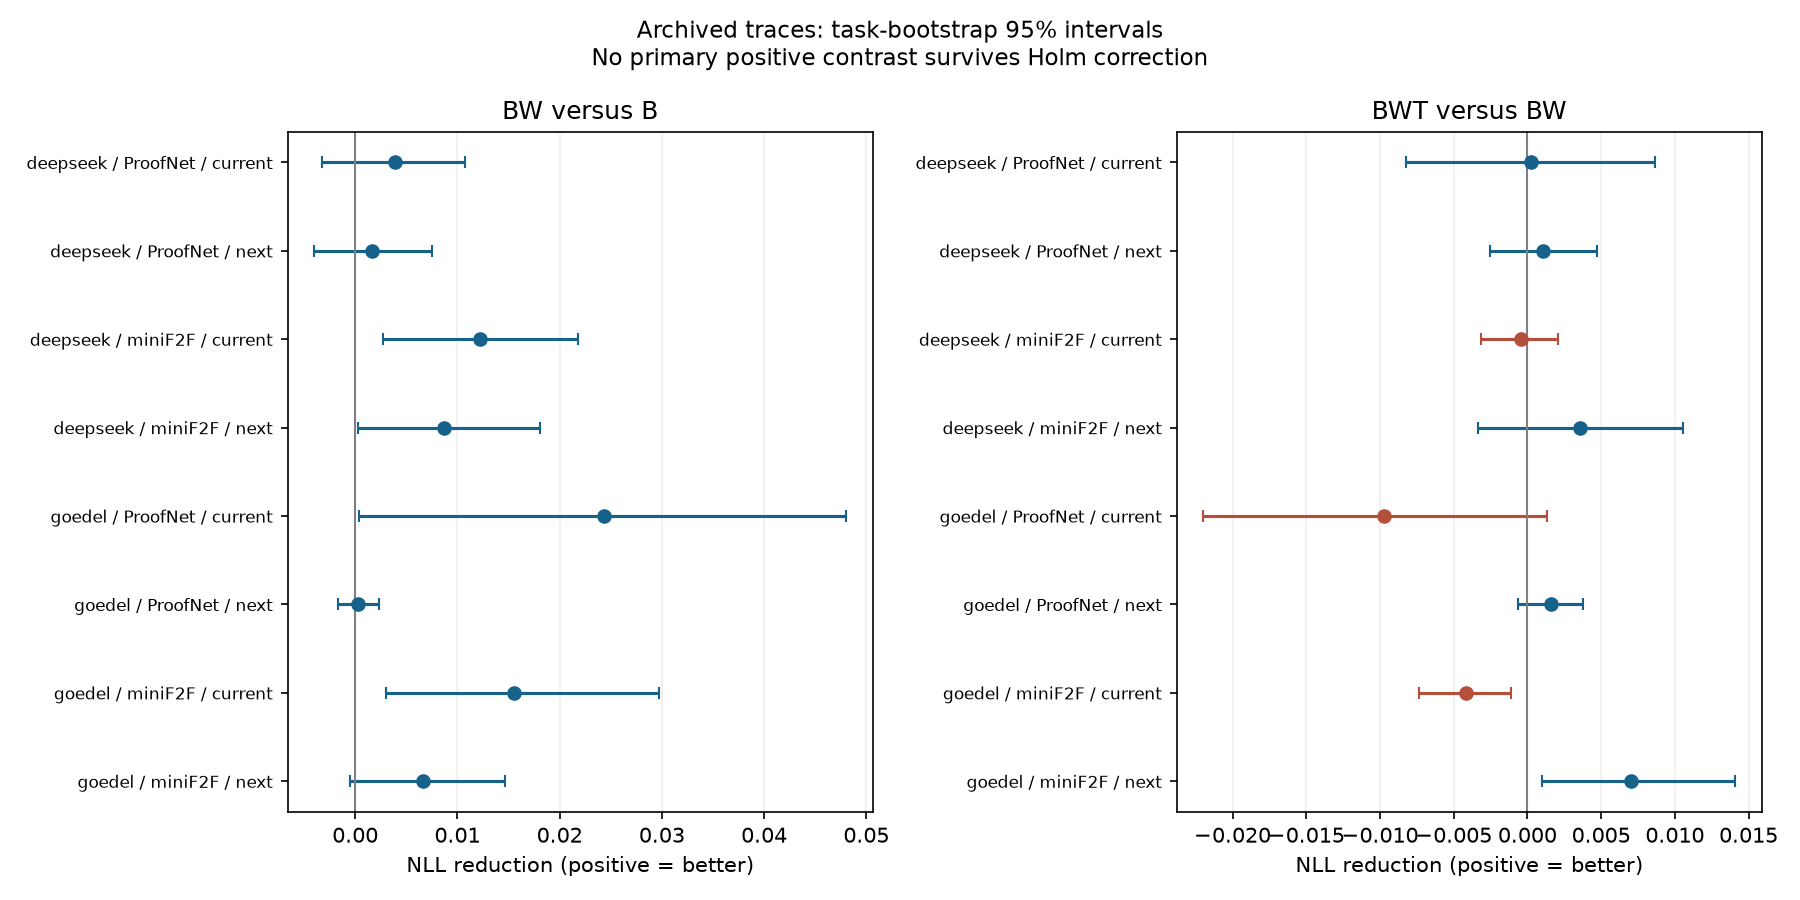 Archived traces: task-bootstrap 95% intervals
No primary positive contrast survives Holm correction
BW versus B
deepseek / ProofNet / current
deepseek / ProofNet / next
deepseek / miniF2F / current
deepseek / miniF2F / next
goedel / ProofNet / current
goedel / ProofNet / next
goedel / miniF2F / current
goedel / miniF2F / next
0.00 0.01 0.02 0.03 0.04 0.05
NLL reduction (positive = better)
BWT versus BW
deepseek / ProofNet / current
deepseek / ProofNet / next
deepseek / miniF2F / current
deepseek / miniF2F / next
goedel / ProofNet / current
goedel / ProofNet / next
goedel / miniF2F / current
goedel / miniF2F / next
−0.020 −0.015 −0.010 −0.005 0.000 0.005 0.010 0.015
NLL reduction (positive = better)